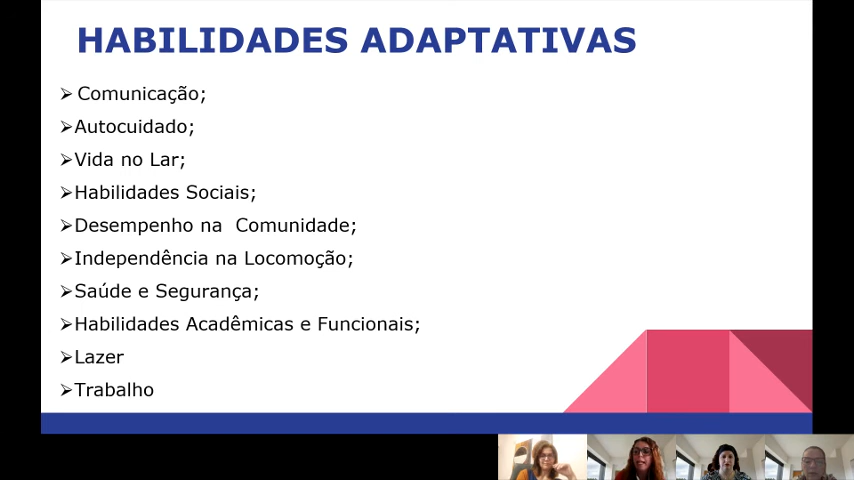 HABILIDADES ADAPTATIVAS
➢ Comunicação;
➢Autocuidado;
➢Vida no Lar;
➢Habilidades Sociais;
➢Desempenho na  Comunidade;
➢Independência na Locomoção;
➢Saúde e Segurança;
➢Habilidades Acadêmicas e Funcionais;
➢Lazer
➢Trabalho